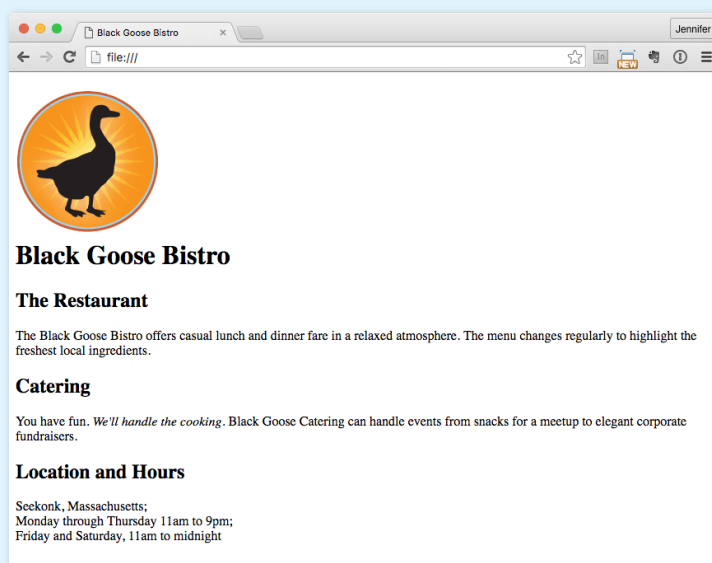 Black Goose Bistro
Jennifer
file:///
In
NEW
Black Goose Bistro
The Restaurant
The Black Goose Bistro offers casual lunch and dinner fare in a relaxed atmosphere. The menu changes regularly to highlight the
freshest local ingredients.
Catering
You have fun. We'll handle the cooking. Black Goose Catering can handle events from snacks for a meetup to elegant corporate
fundraisers.
Location and Hours
Seekonk, Massachusetts;
Monday through Thursday 11am to 9pm;
Friday and Saturday, 11am to midnight